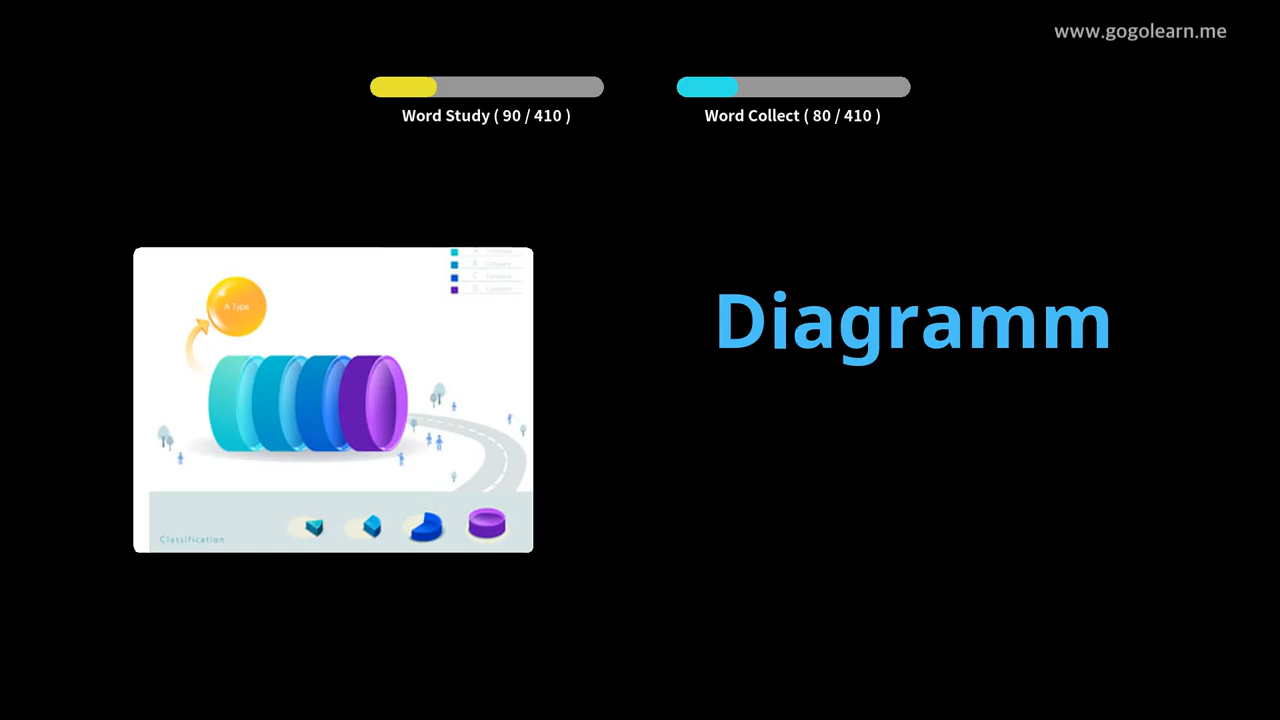 www.gogolearn.me
Word Study ( 90 / 410 )
Word Collect ( 80 / 410 )
Diagramm
A Type
B
C
D
Classification